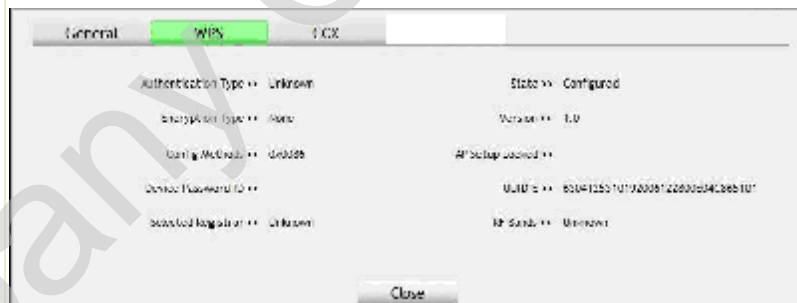 General WPS CCX
Authentication Type >> Unknown State >> Configured
Encryption Type >> None Version >> 1.0
Config Methods >> 0x0086 AP Setup Locked >>
Device Password ID >> UUID-E >>
Selected Registrar >> Unknown RF Bands >> Unknown
Close